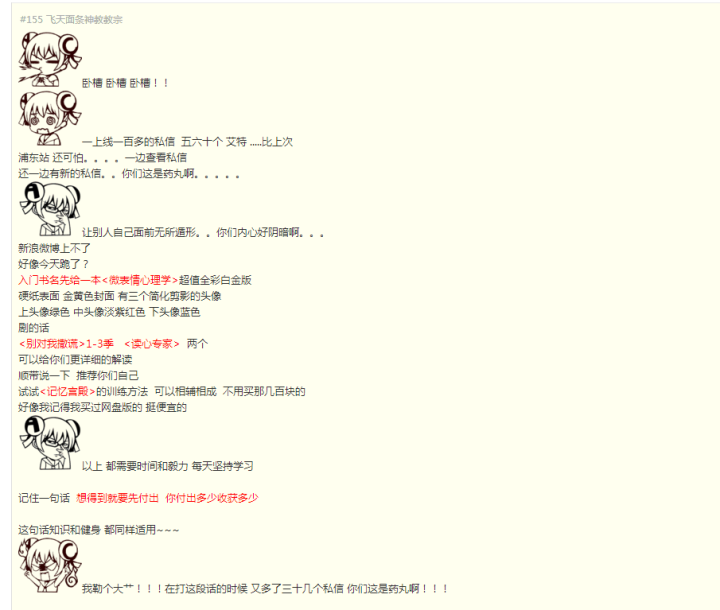 #155 飞天面条神教教宗
卧槽 卧槽 卧槽！！
一上线一百多的私信 五六十个 艾特 .....比上次
浦东站 还可怕。。。。一边查看私信
还一边有新的私信。。你们这是药丸啊。。。。。
让别人自己面前无所遁形。。你们内心好阴暗啊。。。
新浪微博上不了
好像今天跪了？
入门书名先给一本<微表情心理学>超值全彩白金版
硬纸表面 金黄色封面 有三个简化剪影的头像
上头像绿色 中头像淡紫红色 下头像蓝色
剧的话
<别对我撒谎>1-3季 <读心专家> 两个
可以给你们更详细的解读
顺带说一下 推荐你们自己
试试<记忆宫殿>的训练方法 可以相辅相成 不用买那几百块的
好像我记得我买过网盘版的 挺便宜的
以上 都需要时间和毅力 每天坚持学习
记住一句话 想得到就要先付出 你付出多少收获多少
这句话知识和健身 都同样适用~~~
我勒个大艹！！！在打这段话的时候 又多了三十几个私信 你们这是药丸啊！！！